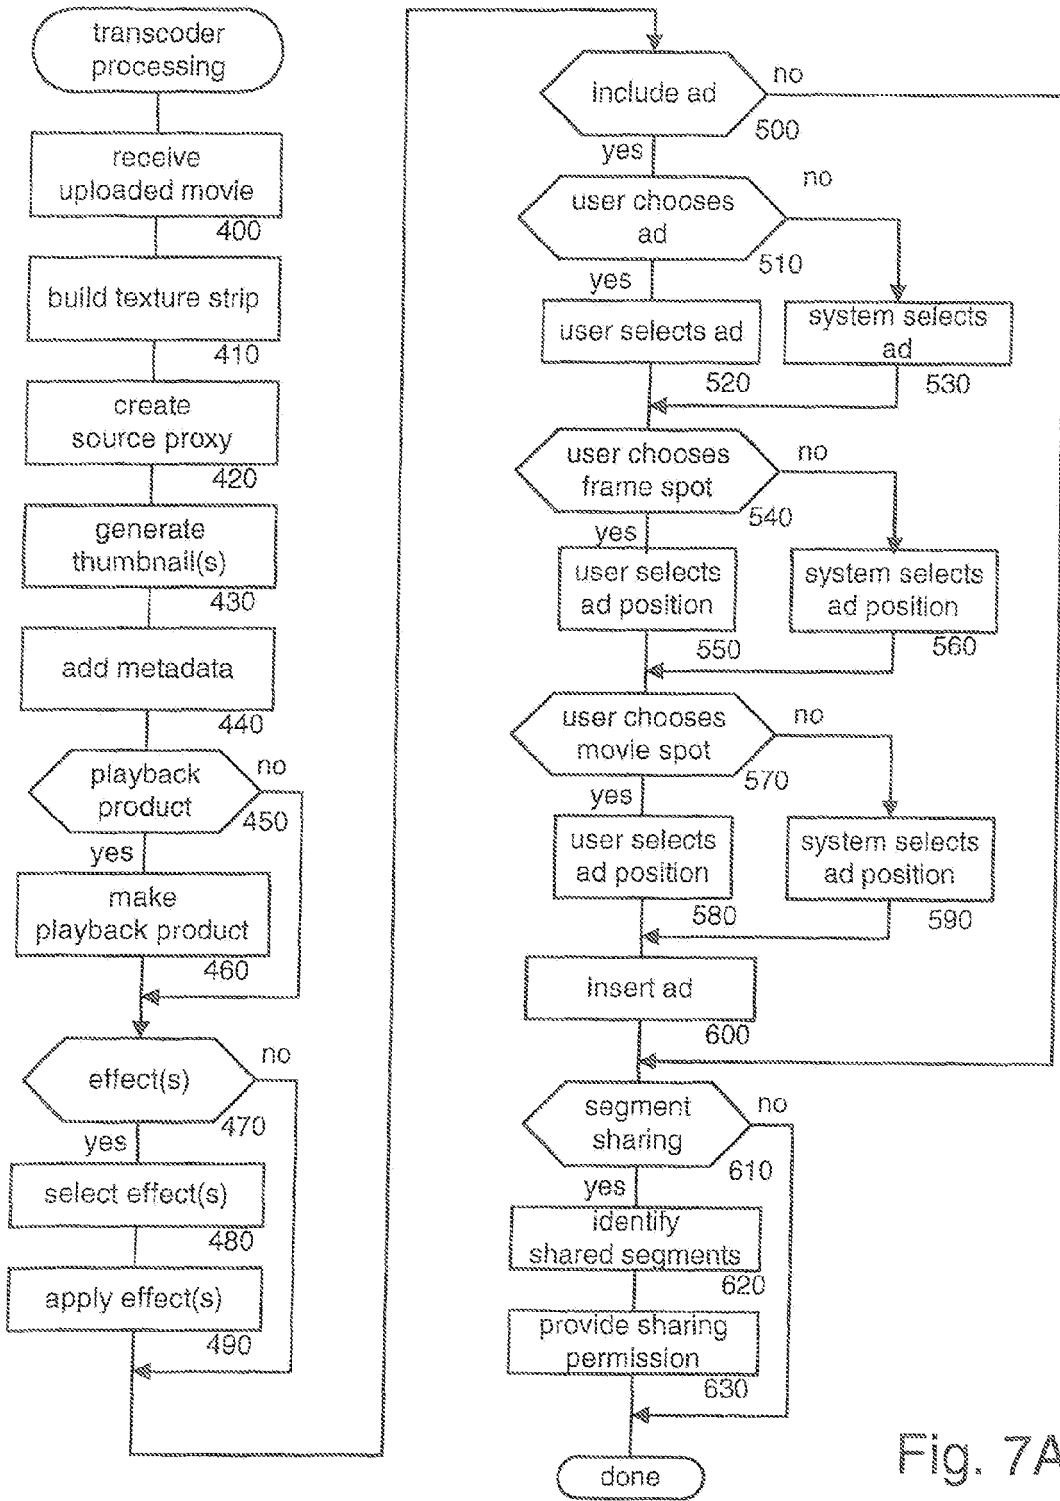 transcoder
processing
receive
uploaded movie
400
build texture strip
410
create
source proxy
420
generate
thumbnail(s)
430
add metadata
440
playback
product
no
450
yes
make
playback product
460
effect(s)
no
470
yes
select effect(s)
480
apply effect(s)
490
include ad
no
500
yes
user chooses
ad
no
510
yes
user selects ad
520
system selects
ad
530
user chooses
frame spot
no
540
yes
user selects
ad position
550
system selects
ad position
560
user chooses
movie spot
no
570
yes
user selects
ad position
580
system selects
ad position
590
insert ad
600
segment
sharing
no
610
yes
identify
shared segments
620
provide sharing
permission
630
done
Fig. 7A